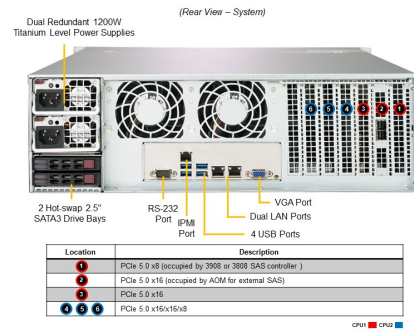 (Rear View – System)
Dual Redundant 1200W
Titanium Level Power Supplies
6 5 4 3 2 1
2 Hot-swap 2.5"
SATA3 Drive Bays
RS-232
Port
IPMI
Port
4 USB Ports
Dual LAN Ports
VGA Port
Location Description
1 PCIe 5.0 x8 (occupied by 3908 or 3808 SAS controller )
2 PCIe 5.0 x16 (occupied by AOM for external SAS)
3 PCIe 5.0 x16
4 5 6 PCIe 5.0 x16/x16/x8
CPU1 CPU2